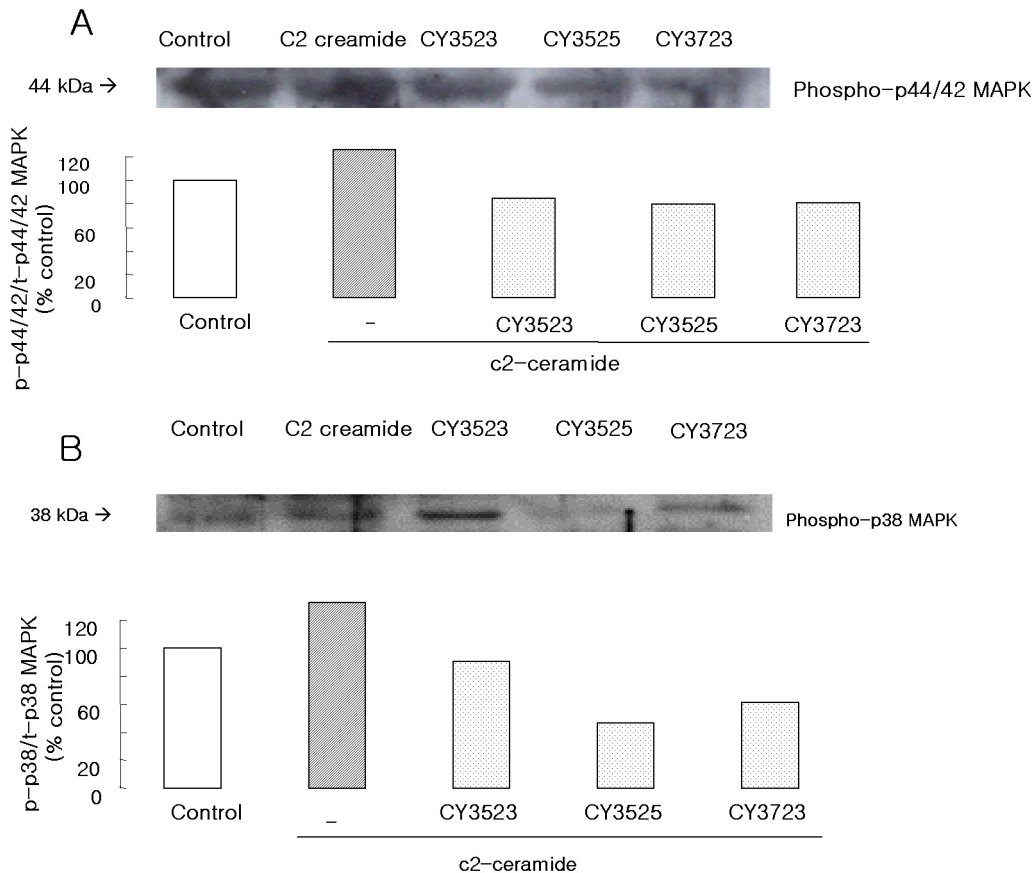 A
Control C2 creamide CY3523 CY3525 CY3723
44 kDa → Phospho-p44/42 MAPK
p-p44/42/t-p44/42 MAPK
(% control)
120
100
60
20
0
Control - CY3523 CY3525 CY3723
c2-ceramide
B
Control C2 creamide CY3523 CY3525 CY3723
38 kDa → Phospho-p38 MAPK
p-p38/t-p38 MAPK
(% control)
120
100
60
20
0
Control - CY3523 CY3525 CY3723
c2-ceramide